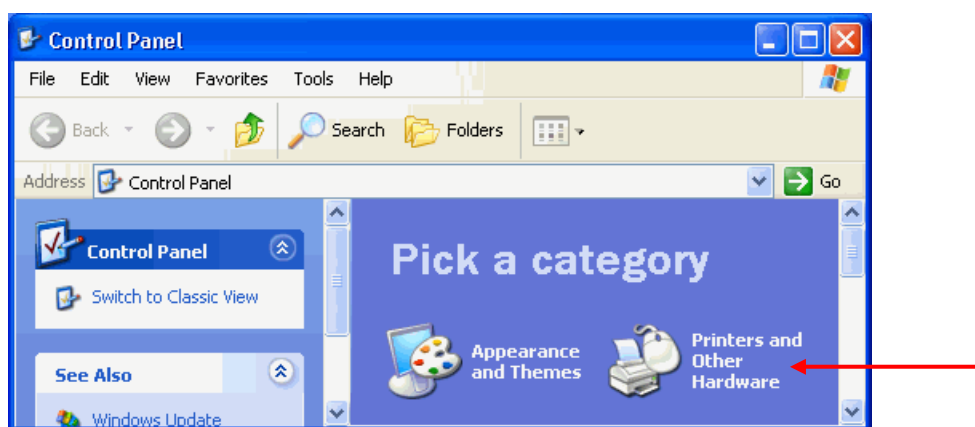 Control Panel
File Edit View Favorites Tools Help
Back Search Folders
Address Control Panel Go
Control Panel
Switch to Classic View
See Also
Windows Update
Pick a category
Appearance
and Themes
Printers and
Other
Hardware